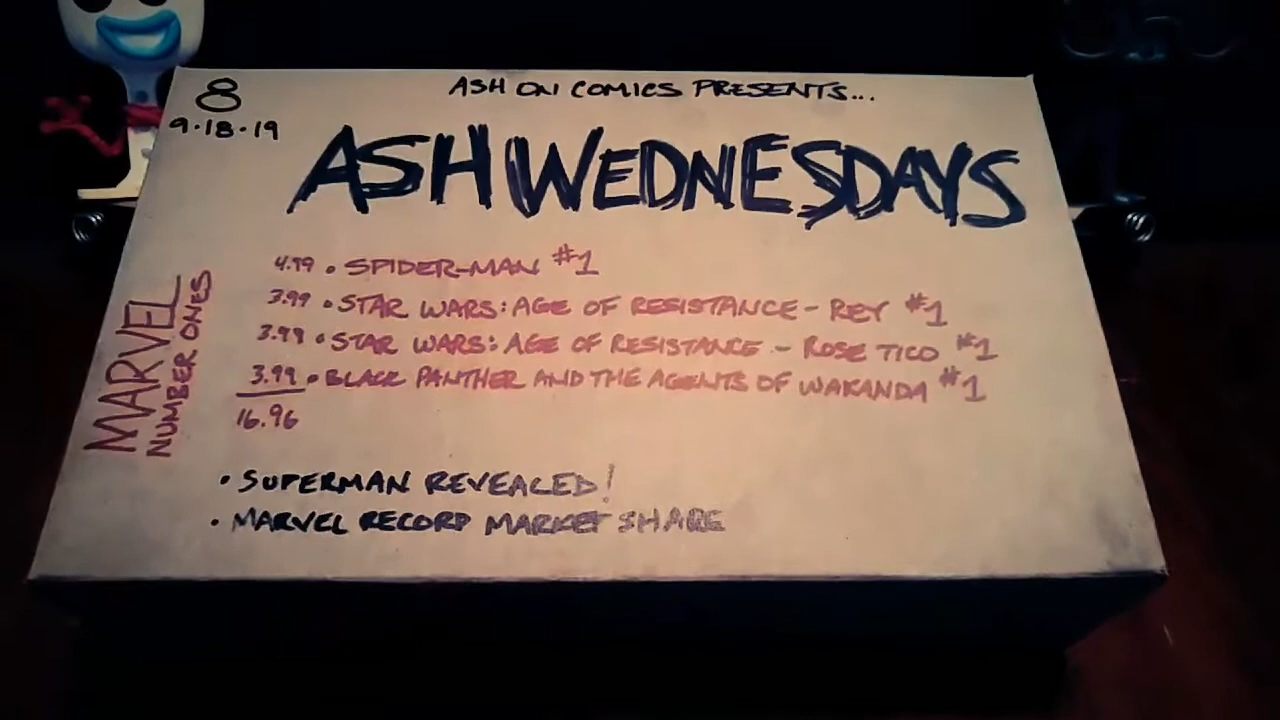 8
9·18·19
ASH ON COMICS PRESENTS...
ASH WEDNESDAYS
MARVEL
NUMBER ONES
4.99 • SPIDER-MAN #1
3.99 • STAR WARS: AGE OF RESISTANCE - REY #1
3.99 • STAR WARS: AGE OF RESISTANCE - ROSE TICO #1
3.99 • BLACK PANTHER AND THE AGENTS OF WAKANDA #1
16.96
• SUPERMAN REVEALED!
• MARVEL RECORD MARKET SHARE